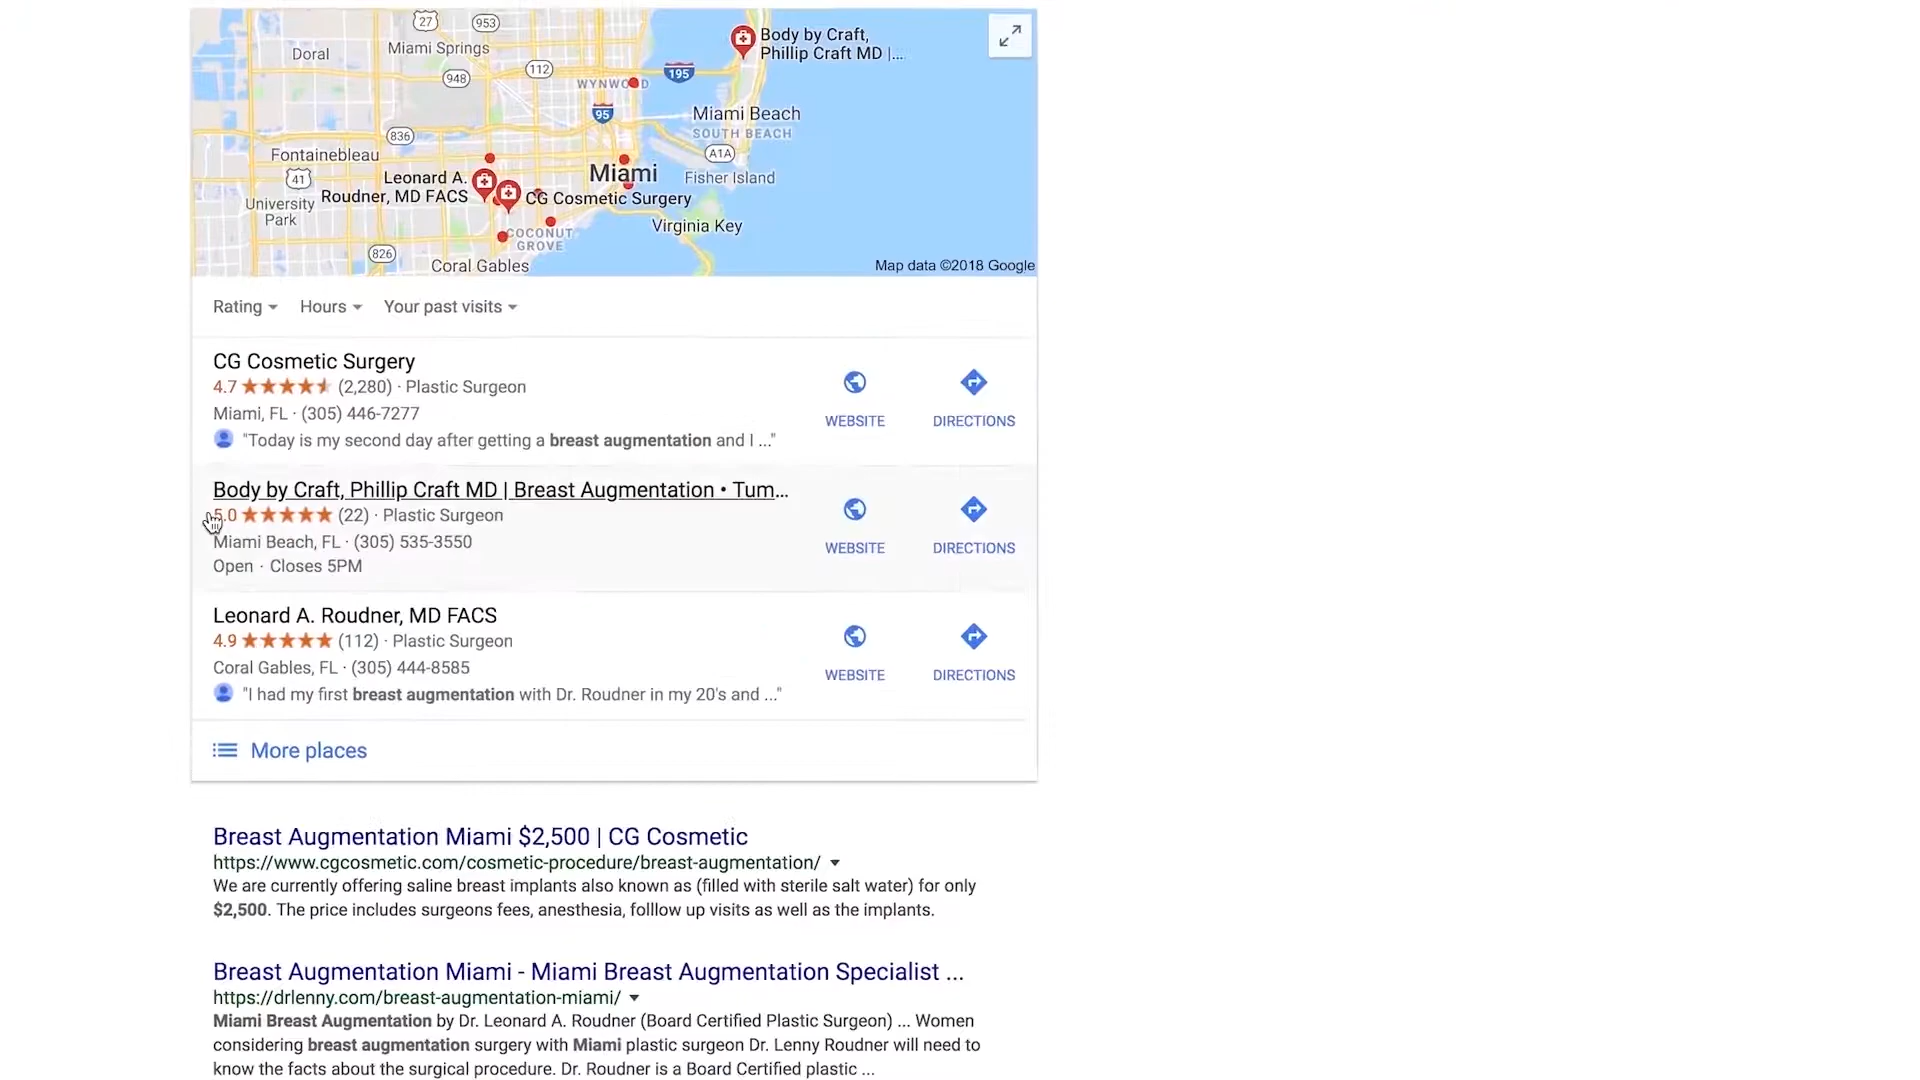 27
953
Body by Craft,
Phillip Craft MD |...
Doral
Miami Springs
948
112
195
WYNWOOD
95
Miami Beach
SOUTH BEACH
836
A1A
Fontainebleau
41
Leonard A.
Roudner, MD FACS
Miami
Fisher Island
University
Park
CG Cosmetic Surgery
Virginia Key
COCONUT
GROVE
826
Coral Gables
Map data ©2018 Google
Rating Hours Your past visits
CG Cosmetic Surgery
4.7 (2,280) · Plastic Surgeon
Miami, FL · (305) 446-7277
"Today is my second day after getting a breast augmentation and I ..."
WEBSITE DIRECTIONS
Body by Craft, Phillip Craft MD | Breast Augmentation • Tum...
5.0 (22) · Plastic Surgeon
Miami Beach, FL · (305) 535-3550
Open · Closes 5PM
WEBSITE DIRECTIONS
Leonard A. Roudner, MD FACS
4.9 (112) · Plastic Surgeon
Coral Gables, FL · (305) 444-8585
"I had my first breast augmentation with Dr. Roudner in my 20's and ..."
WEBSITE DIRECTIONS
More places
Breast Augmentation Miami $2,500 | CG Cosmetic
https://www.cgcosmetic.com/cosmetic-procedure/breast-augmentation/
We are currently offering saline breast implants also known as (filled with sterile salt water) for only
$2,500. The price includes surgeons fees, anesthesia, folllow up visits as well as the implants.
Breast Augmentation Miami - Miami Breast Augmentation Specialist ...
https://drlenny.com/breast-augmentation-miami/
Miami Breast Augmentation by Dr. Leonard A. Roudner (Board Certified Plastic Surgeon) ... Women
considering breast augmentation surgery with Miami plastic surgeon Dr. Lenny Roudner will need to
know the facts about the surgical procedure. Dr. Roudner is a Board Certified plastic ...